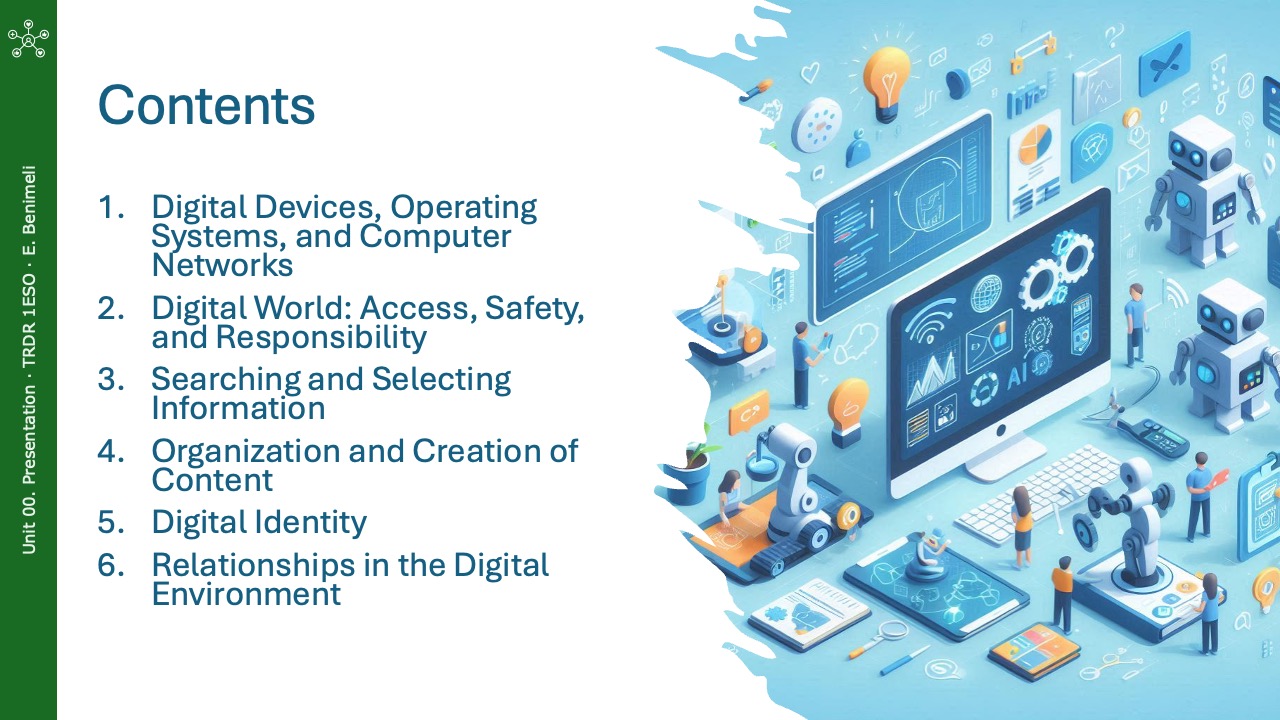 Unit 00. Presentation · TRDR 1ESO · E. Benimeli
Contents
1. Digital Devices, Operating
Systems, and Computer
Networks
2. Digital World: Access, Safety,
and Responsibility
3. Searching and Selecting
Information
4. Organization and Creation of
Content
5. Digital Identity
6. Relationships in the Digital
Environment
AI